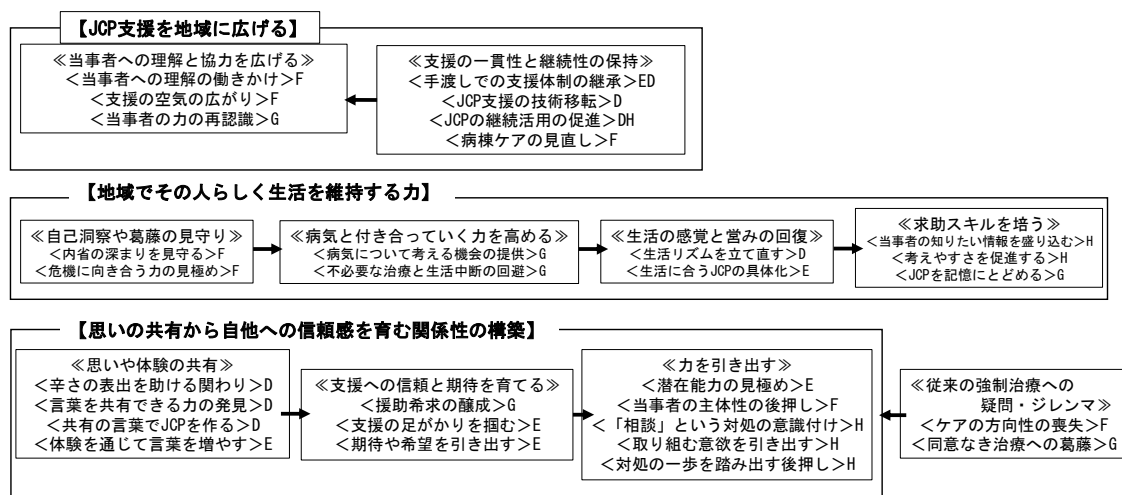 【JCP支援を地域に広げる】
≪当事者への理解と協力を広げる≫
＜当事者への理解の働きかけ＞F
＜支援の空気の広がり＞F
＜当事者の力の再認識＞G
≪支援の一貫性と継続性の保持≫
＜手渡しでの支援体制の継承＞ED
＜JCP支援の技術移転＞D
＜JCPの継続活用の促進＞DH
＜病棟ケアの見直し＞F
【地域でその人らしく生活を維持する力】
≪自己洞察や葛藤の見守り≫
＜内省の深まりを見守る＞F
＜危機に向き合う力の見極め＞F
≪病気と付き合っていく力を高める≫
＜病気について考える機会の提供＞G
＜不必要な治療と生活中断の回避＞G
≪生活の感覚と営みの回復≫
＜生活リズムを立て直す＞D
＜生活に合うJCPの具体化＞E
≪求助スキルを培う≫
＜当事者の知りたい情報を盛り込む＞H
＜考えやすさを促進する＞H
＜JCPを記憶にとどめる＞G
【思いの共有から自他への信頼感を育む関係性の構築】
≪思いや体験の共有≫
＜辛さの表出を助ける関わり＞D
＜言葉を共有できる力の発見＞D
＜共有の言葉でJCPを作る＞D
＜体験を通じて言葉を増やす＞E
≪支援への信頼と期待を育てる≫
＜援助希求の醸成＞G
＜支援の足がかりを掴む＞E
＜期待や希望を引き出す＞E
≪力を引き出す≫
＜潜在能力の見極め＞E
＜当事者の主体性の後押し＞F
＜「相談」という対処の意識付け＞H
＜取り組む意欲を引き出す＞H
＜対処の一歩を踏み出す後押し＞H
≪従来の強制治療への
疑問・ジレンマ≫
＜ケアの方向性の喪失＞F
＜同意なき治療への葛藤＞G